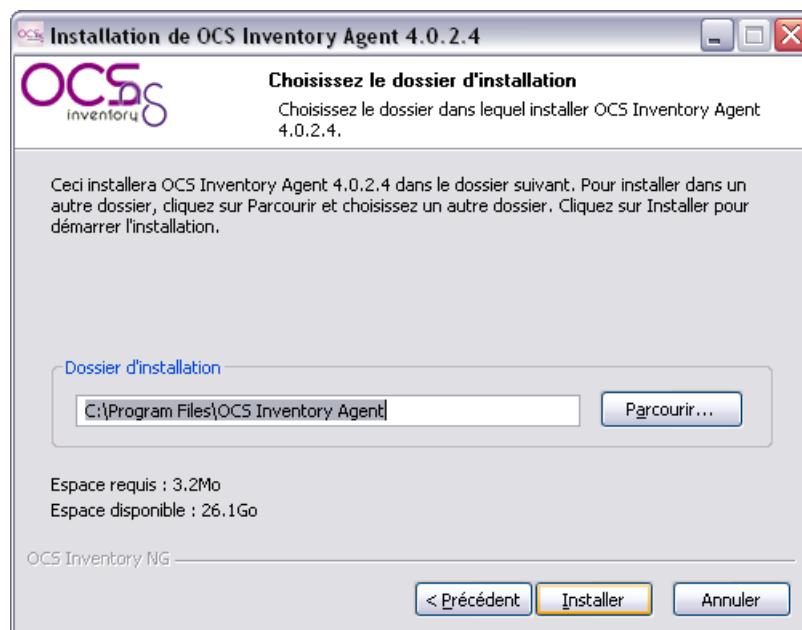 Installation de OCS Inventory Agent 4.0.2.4
OCSng
inventory
Choisissez le dossier d'installation
Choisissez le dossier dans lequel installer OCS Inventory Agent
4.0.2.4.
Ceci installera OCS Inventory Agent 4.0.2.4 dans le dossier suivant. Pour installer dans un
autre dossier, cliquez sur Parcourir et choisissez un autre dossier. Cliquez sur Installer pour
démarrer l'installation.
Dossier d'installation
C:\Program Files\OCS Inventory Agent
Parcourir...
Espace requis : 3.2Mo
Espace disponible : 26.1Go
OCS Inventory NG
< Précédent
Installer
Annuler